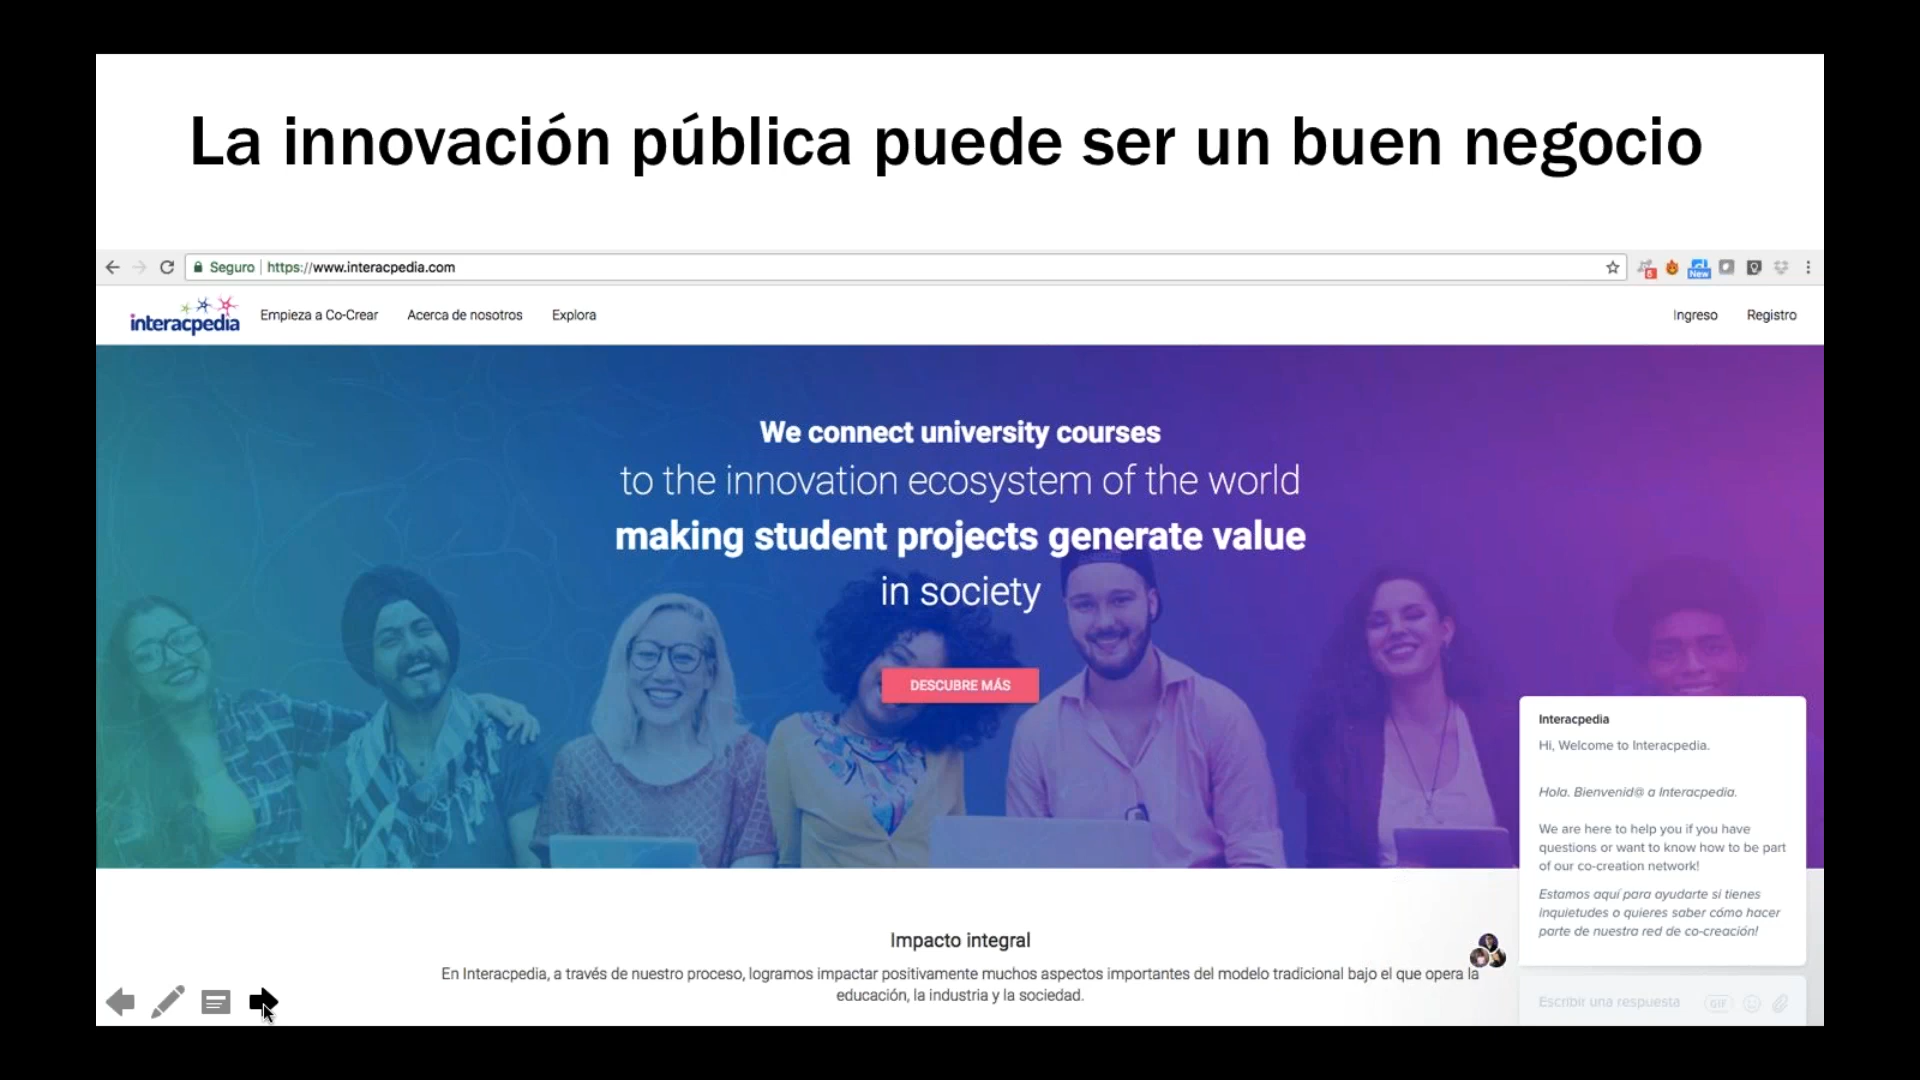 La innovación pública puede ser un buen negocio
Seguro | https://www.interacpedia.com
6
New
interacpedia
Empieza a Co-Crear
Acerca de nosotros
Explora
Ingreso
Registro
We connect university courses
to the innovation ecosystem of the world
making student projects generate value
in society
DESCUBRE MÁS
Interacpedia
Hi, Welcome to Interacpedia.
Hola. Bienvenid@ a Interacpedia.
We are here to help you if you have
questions or want to know how to be part
of our co-creation network!
Estamos aquí para ayudarte si tienes
inquietudes o quieres saber cómo hacer
parte de nuestra red de co-creación!
Escribir una respuesta
GIF
Impacto integral
En Interacpedia, a través de nuestro proceso, logramos impactar positivamente muchos aspectos importantes del modelo tradicional bajo el que opera la
educación, la industria y la sociedad.